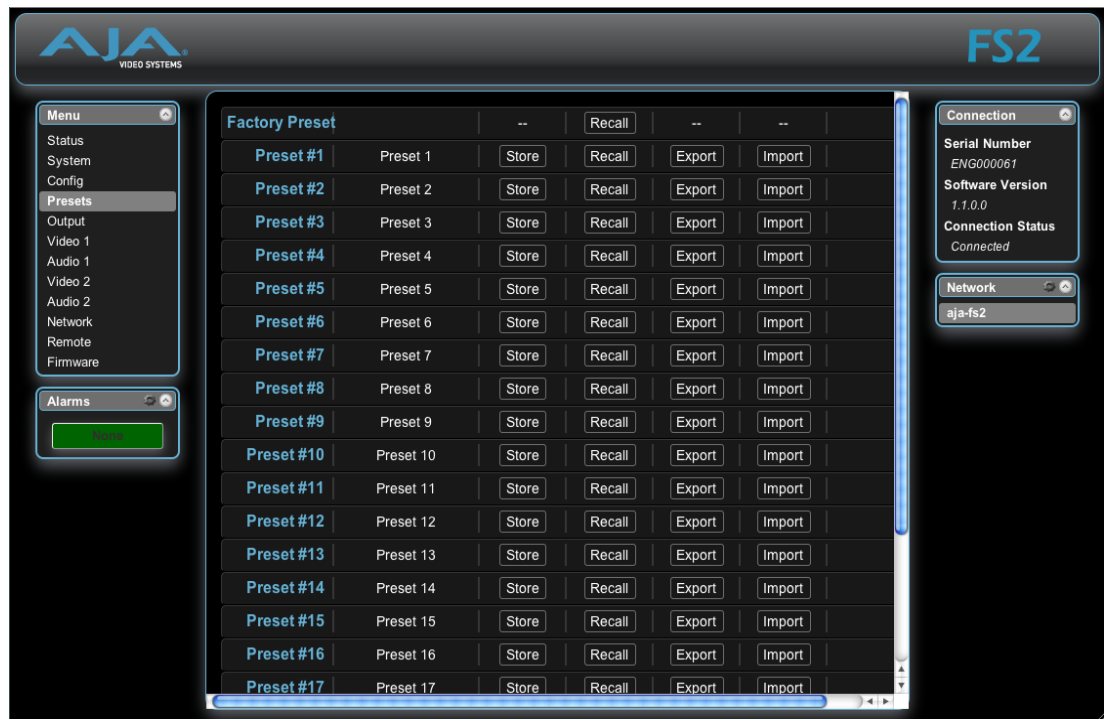 AJA®
VIDEO SYSTEMS
FS2
Menu
Status
System
Config
Presets
Output
Video 1
Audio 1
Video 2
Audio 2
Network
Remote
Firmware
Alarms
None
Factory Preset -- Recall -- --
Preset #1 Preset 1 Store Recall Export Import
Preset #2 Preset 2 Store Recall Export Import
Preset #3 Preset 3 Store Recall Export Import
Preset #4 Preset 4 Store Recall Export Import
Preset #5 Preset 5 Store Recall Export Import
Preset #6 Preset 6 Store Recall Export Import
Preset #7 Preset 7 Store Recall Export Import
Preset #8 Preset 8 Store Recall Export Import
Preset #9 Preset 9 Store Recall Export Import
Preset #10 Preset 10 Store Recall Export Import
Preset #11 Preset 11 Store Recall Export Import
Preset #12 Preset 12 Store Recall Export Import
Preset #13 Preset 13 Store Recall Export Import
Preset #14 Preset 14 Store Recall Export Import
Preset #15 Preset 15 Store Recall Export Import
Preset #16 Preset 16 Store Recall Export Import
Preset #17 Preset 17 Store Recall Export Import
Connection
Serial Number
ENG000061
Software Version
1.1.0.0
Connection Status
Connected
Network
aja-fs2